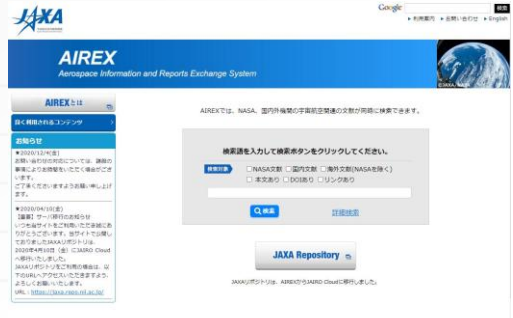 Google
検索
JAXA
▸ 利用案内 ▸ お問い合わせ ▸ English
AIREX
Aerospace Information and Reports Exchange System
©JAXA/NASA
AIREXとは
良く利用されるコンテンツ
お知らせ
★2020/12/4(金)
お問い合わせの対応については、諸般の
事情によりお時間をいただく場合がござ
います。
ご了承くださいますようお願い申し上げ
ます。
★2020/04/10(金)
【重要】サーバ移行のお知らせ
いつも当サイトをご利用いただき誠にあ
りがとうございます。当サイトで公開し
ておりましたJAXAリポジトリは、
2020年4月10日（金）にJAIRO Cloud
へ移行いたしました。
JAXAリポジトリをご利用の場合は、以
下のURLへアクセスいただきますよう、
よろしくお願いいたします。
URL：https://jaxa.repo.nii.ac.jp/
AIREXでは、NASA、国内外機関の宇宙航空関連の文献が同時に検索できます。
検索語を入力して検索ボタンをクリックしてください。
検索対象 □NASA文献 □国内文献 □海外文献(NASAを除く)
□ 本文あり □DOIあり □リンクあり
検索 詳細検索
JAXA Repository
JAXAリポジトリは、AIREXからJAIRO Cloudに移行しました。